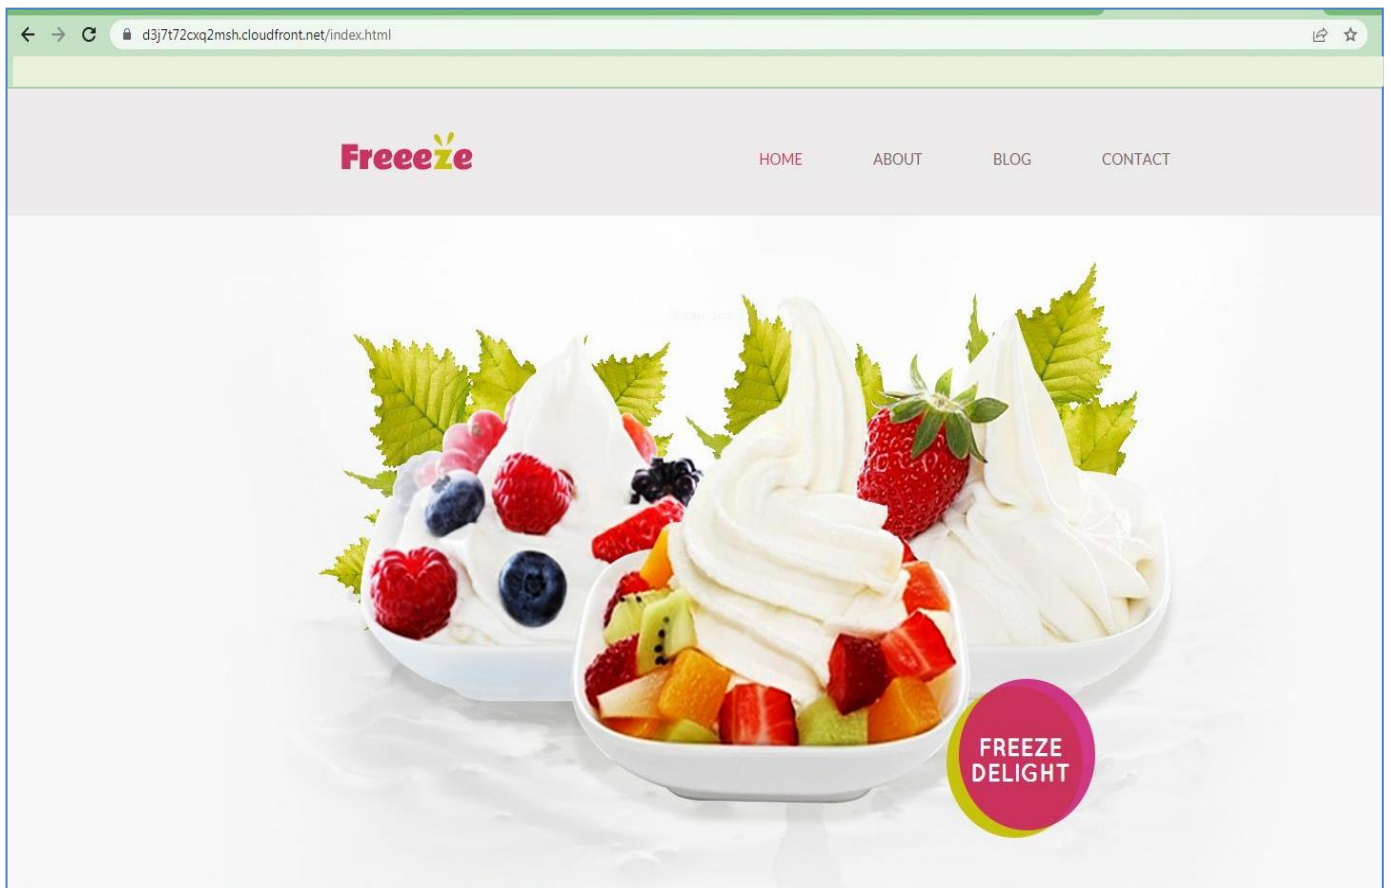 d3j7t72cxq2msh.cloudfront.net/index.html
Freeeze
HOME ABOUT BLOG CONTACT
FREEZE
DELIGHT